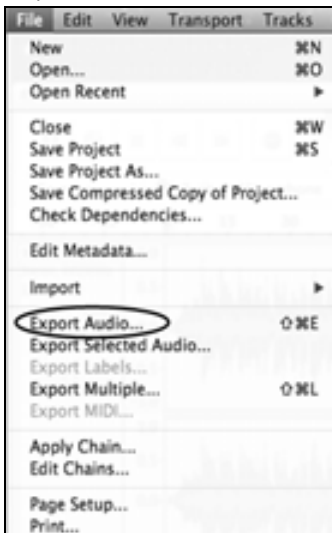 File Edit View Transport Tracks
New ⌘N
Open... ⌘O
Open Recent ▶
Close ⌘W
Save Project ⌘S
Save Project As...
Save Compressed Copy of Project...
Check Dependencies...
Edit Metadata...
Import ▶
Export Audio... ⇧⌘E
Export Selected Audio...
Export Labels...
Export Multiple... ⇧⌘L
Export MIDI...
Apply Chain...
Edit Chains...
Page Setup...
Print...